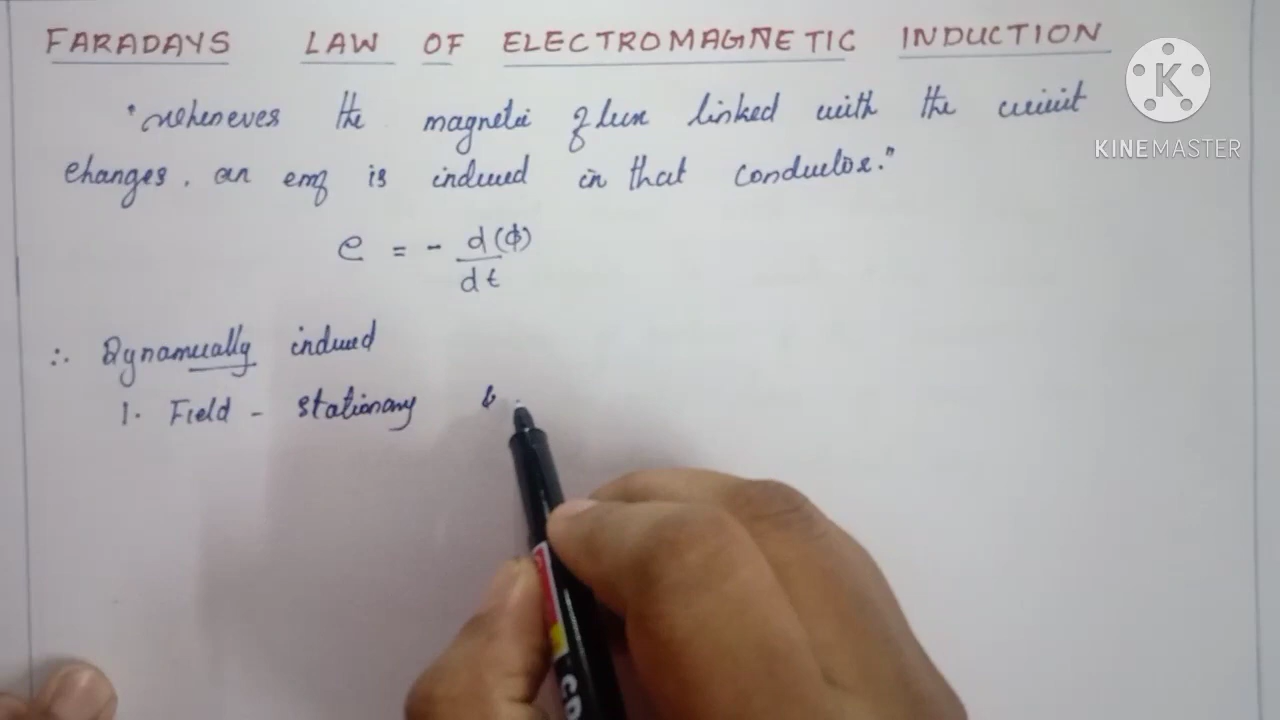 FARADAYS LAW OF ELECTROMAGNETIC INDUCTION
"Whenever the magnetic flux linked with the circuit
changes, an emf is induced in that conductor."
e = - d(φ)/dt
∴ Dynamically induced
1. Field - stationary &
K
KINEMASTER